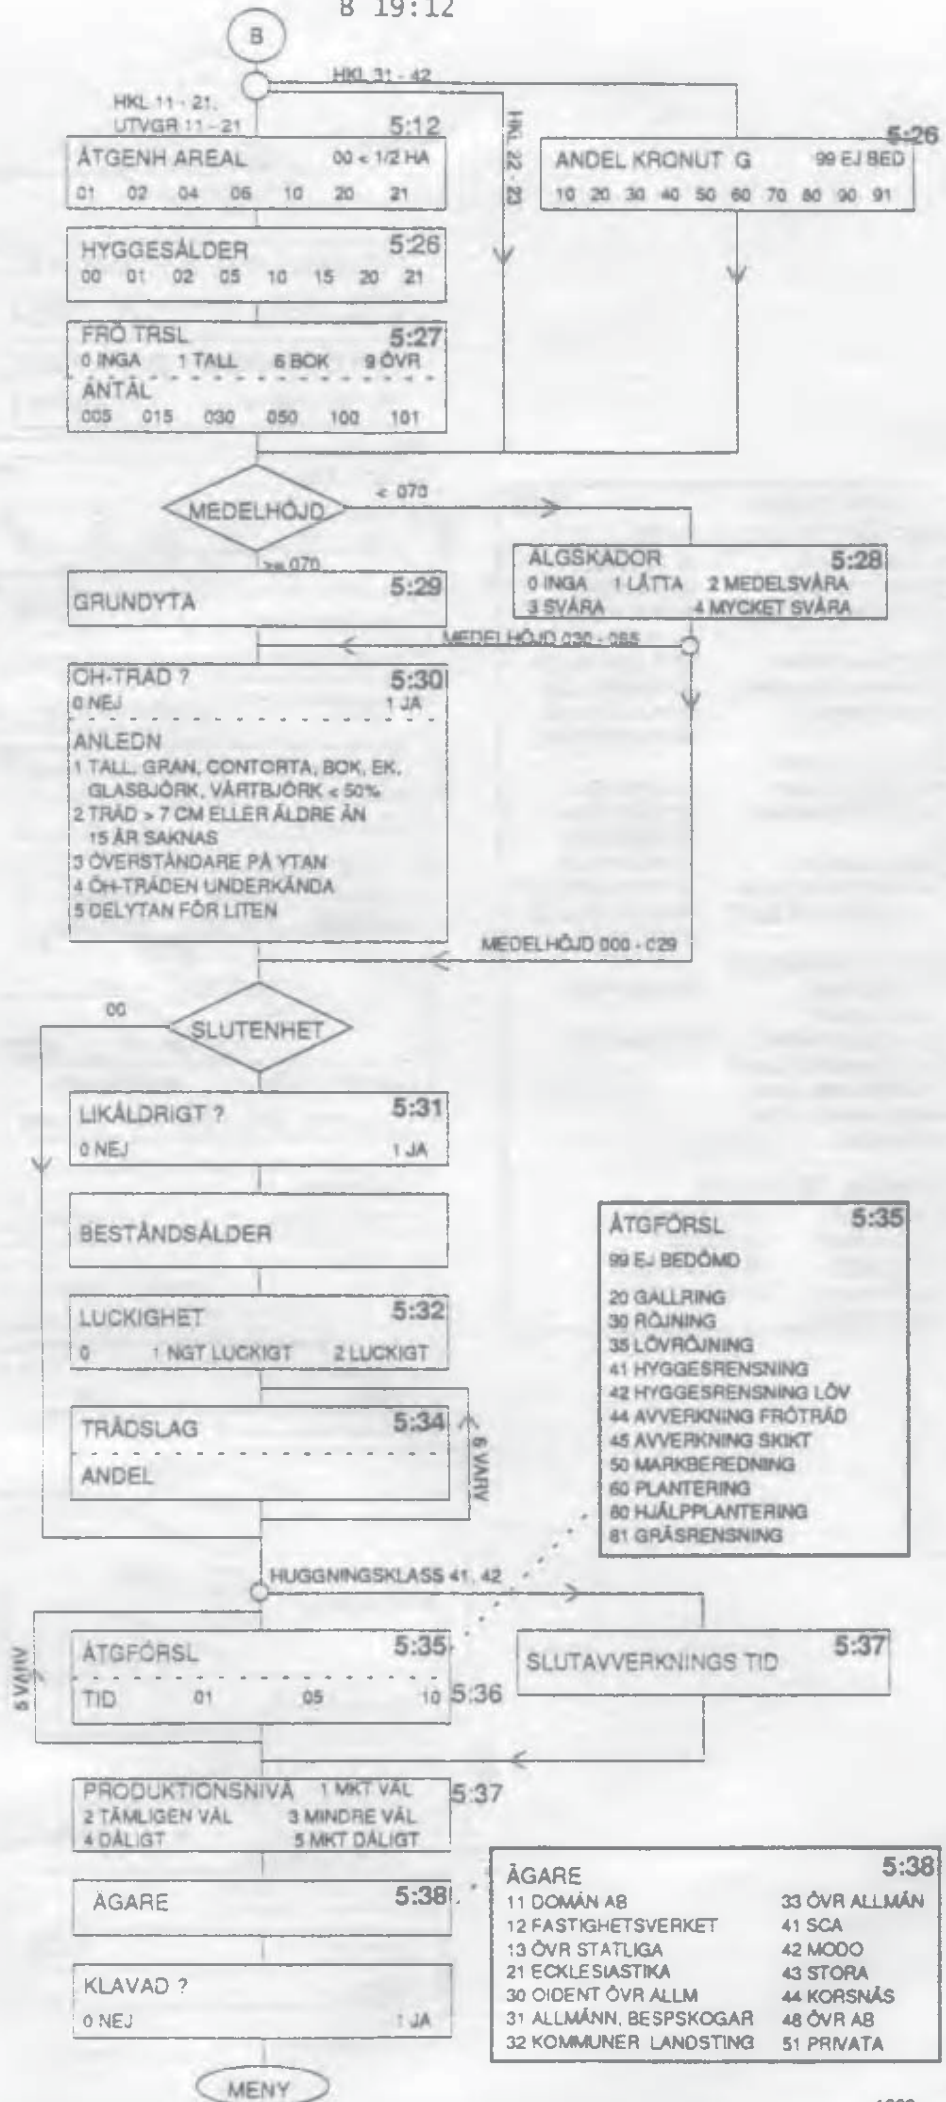 B 19:12
B
HKL 31 - 42
HKL 11 - 21,
UTVGR 11 - 21
HKL 22 - 23
5:12
ÅTGENH AREAL 00 < 1/2 HA
01 02 04 06 10 20 21
5:26
ANDEL KRONUT G 99 EJ BED
10 20 30 40 50 60 70 80 90 91
HYGGESÅLDER 5:26
00 01 02 05 10 15 20 21
FRÖ TRSL 5:27
0 INGA 1 TALL 6 BOK 9 ÖVR
ANTAL
005 015 030 050 100 101
MEDELHÖJD
< 070
>= 070
ÄLGSKADOR 5:28
0 INGA 1 LÄTTA 2 MEDELSVÅRA
3 SVÅRA 4 MYCKET SVÅRA
GRUNDYTA 5:29
MEDELHÖJD 030 - 065
ÖH-TRÄD ? 5:30
0 NEJ 1 JA
ANLEDN
1 TALL, GRAN, CONTORTA, BOK, EK,
GLASBJÖRK, VÅRTBJÖRK < 50%
2 TRÄD > 7 CM ELLER ÄLDRE ÄN
15 ÅR SAKNAS
3 ÖVERSTÅNDARE PÅ YTAN
4 ÖH-TRÄDEN UNDERKÄNDA
5 DELYTAN FÖR LITEN
MEDELHÖJD 000 - 029
SLUTENHET
00
LIKÅLDRIGT ? 5:31
0 NEJ 1 JA
BESTÅNDSÅLDER
LUCKIGHET 5:32
0 1 NGT LUCKIGT 2 LUCKIGT
TRÄDSLAG 5:34
ANDEL
6 VARV
ÅTGFÖRSL 5:35
99 EJ BEDÖMD
20 GALLRING
30 RÖJNING
35 LÖVRÖJNING
41 HYGGESRENSNING
42 HYGGESRENSNING LÖV
44 AVVERKNING FRÖTRÄD
45 AVVERKNING SKIKT
50 MARKBEREDNING
60 PLANTERING
80 HJÄLPPLANTERING
81 GRÄSRENSNING
HUGGNINGSKLASS 41, 42
5 VARV
ÅTGFÖRSL 5:35
TID 01 05 10 5:36
SLUTAVVERKNINGS TID 5:37
PRODUKTIONSNIVÅ 1 MKT VÄL 5:37
2 TÄMLIGEN VÄL 3 MINDRE VÄL
4 DÅLIGT 5 MKT DÅLIGT
ÄGARE 5:38
ÄGARE 5:38
11 DOMÄN AB 33 ÖVR ALLMÄN
12 FASTIGHETSVERKET 41 SCA
13 ÖVR STATLIGA 42 MODO
21 ECKLESIASTIKA 43 STORA
30 OIDENT ÖVR ALLM 44 KORSNÄS
31 ALLMÄNN, BESPSKOGAR 48 ÖVR AB
32 KOMMUNER LANDSTING 51 PRIVATA
KLAVAD ?
0 NEJ 1 JA
MENY